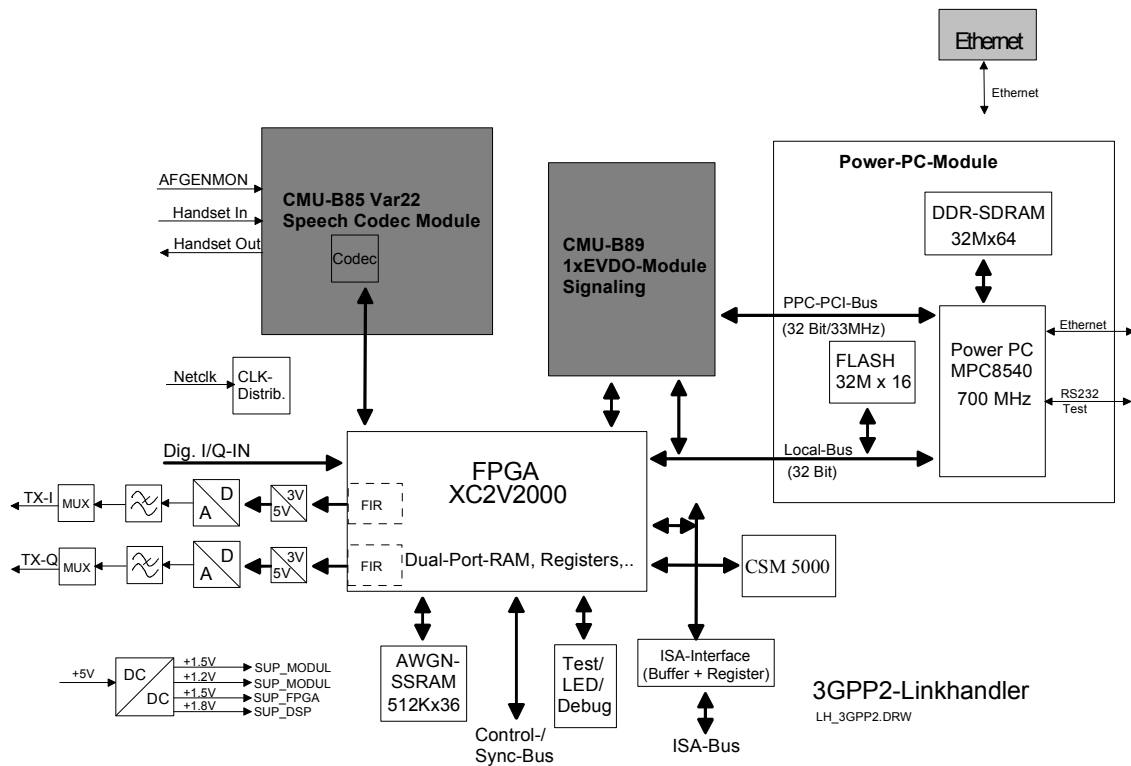 Ethernet
Ethernet
Power-PC-Module
AFGENMON
Handset In
Handset Out
CMU-B85 Var22
Speech Codec Module
Codec
CMU-B89
1xEVDO-Module
Signaling
DDR-SDRAM
32Mx64
PPC-PCI-Bus
(32 Bit/33MHz)
FLASH
32M x 16
Power PC
MPC8540
700 MHz
Ethernet
RS232
Test
Netclk
CLK-
Distrib.
Dig. I/Q-IN
Local-Bus
(32 Bit)
FPGA
XC2V2000
TX-I
MUX
D
A
3V
5V
FIR
TX-Q
MUX
D
A
3V
5V
FIR
Dual-Port-RAM, Registers,..
CSM 5000
AWGN-
SSRAM
512Kx36
Test/
LED/
Debug
ISA-Interface
(Buffer + Register)
Control-/
Sync-Bus
ISA-Bus
+5V
DC
DC
+1.5V
SUP_MODUL
+1.2V
SUP_MODUL
+1.5V
SUP_FPGA
+1.8V
SUP_DSP
3GPP2-Linkhandler
LH_3GPP2.DRW